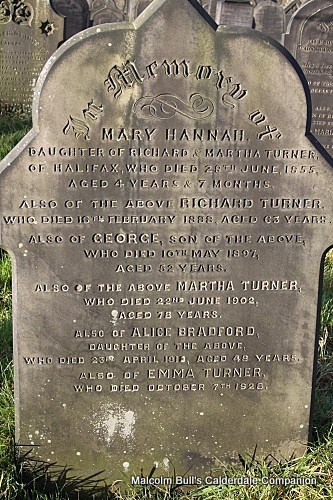 In Memory of
MARY HANNAH,
DAUGHTER OF RICHARD & MARTHA TURNER,
OF HALIFAX, WHO DIED 28TH JUNE 1855,
AGED 4 YEARS & 7 MONTHS.
ALSO OF THE ABOVE RICHARD TURNER,
WHO DIED 16TH FEBRUARY 1888, AGED 63 YEARS.
ALSO OF GEORGE, SON OF THE ABOVE,
WHO DIED 10TH MAY 1897,
AGED 52 YEARS.
ALSO OF THE ABOVE MARTHA TURNER,
WHO DIED 22ND JUNE 1902,
AGED 78 YEARS.
ALSO OF ALICE BRADFORD,
DAUGHTER OF THE ABOVE,
WHO DIED 23RD APRIL 1913, AGED 48 YEARS.
ALSO OF EMMA TURNER,
WHO DIED OCTOBER 7TH 1928.
Malcolm Bull's Calderdale Companion